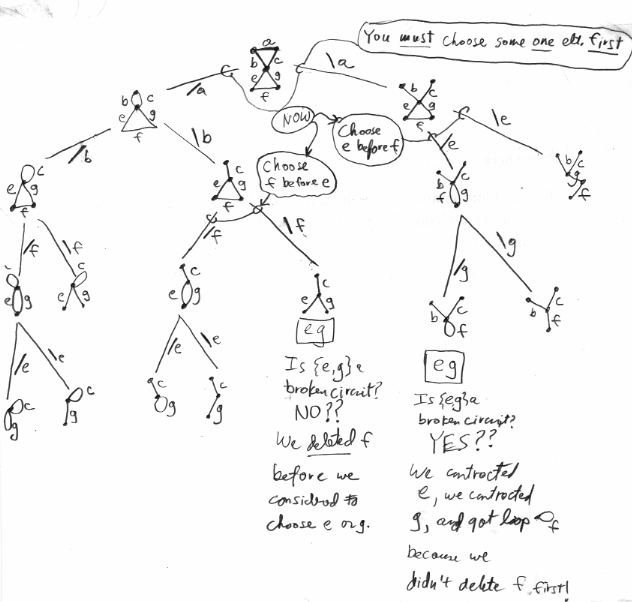 You must choose some one elt. first
a
b c
e g
f
/a
\a
b c
e g
f
b c
e g
e
NOW
Choose
e before f
Choose
f before e
/b
\b
/e
\e
c
e g
f
c
e g
f
b c
f g
b c
g
f
/f
\f
/f
\f
/g
\g
c
e g
c
e g
c
e g
c
e g
b c
f
b c
f
/e
\e
/e
\e
c
g
c
g
c
g
c
g
eg
Is {e,g} a
broken circuit?
NO??
We deleted f
before we
considered to
choose e or g.
eg
Is {eg} a
broken circuit?
YES??
We contracted
e, we contracted
g, and got loop f
because we
didn't delete f first!